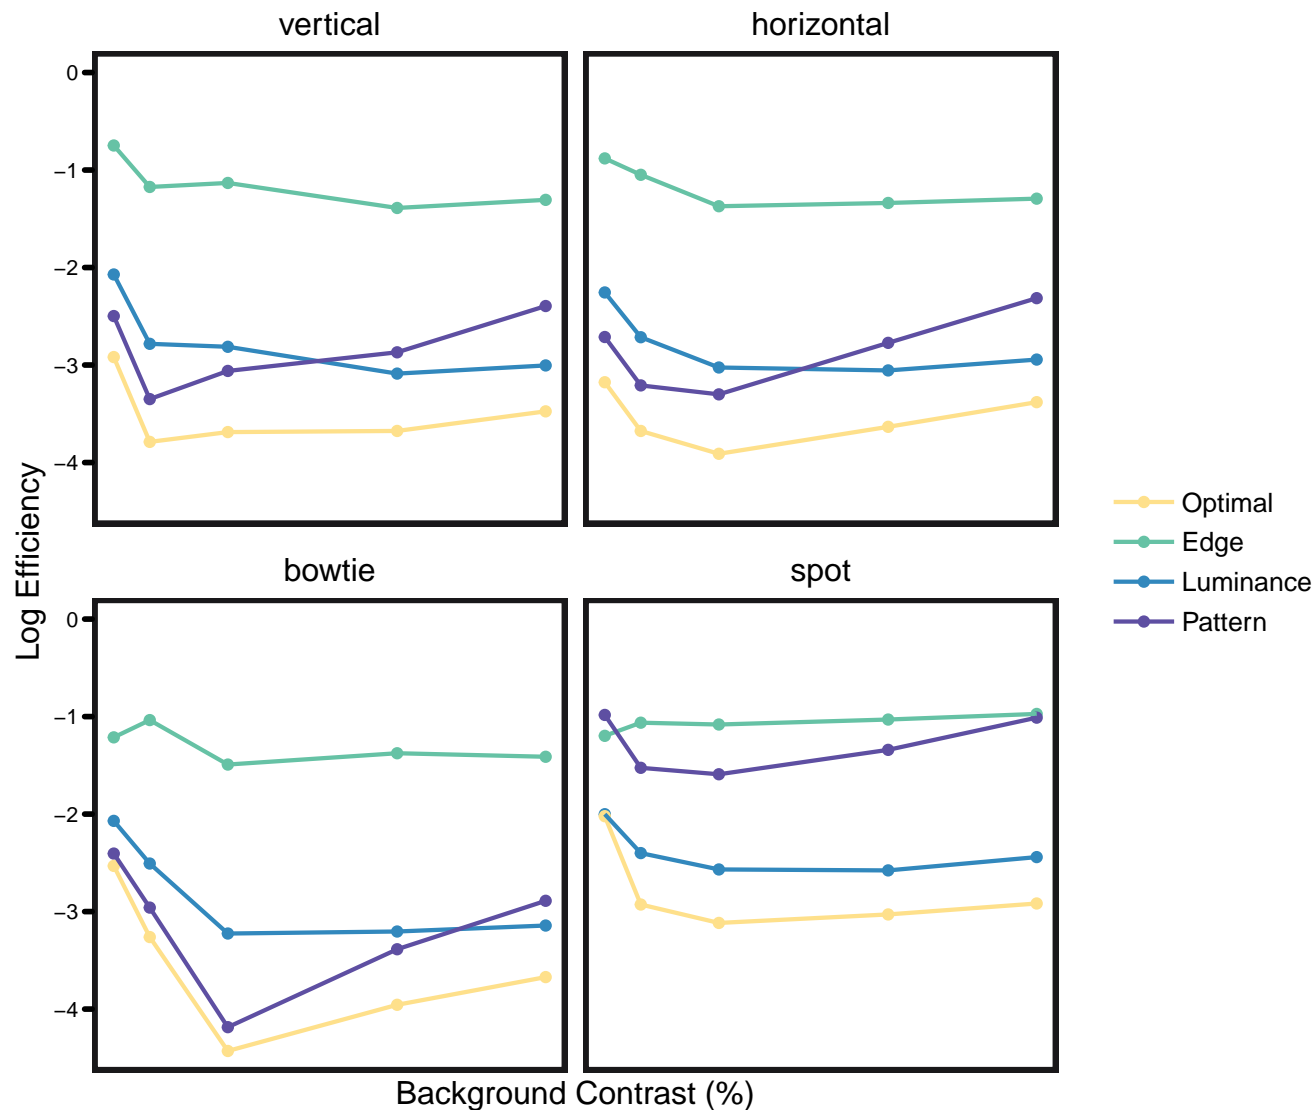 vertical
horizontal
0
−1
−2
−3
−4
bowtie
spot
0
−1
−2
−3
−4
Log Efficiency
Background Contrast (%)
Optimal
Edge
Luminance
Pattern